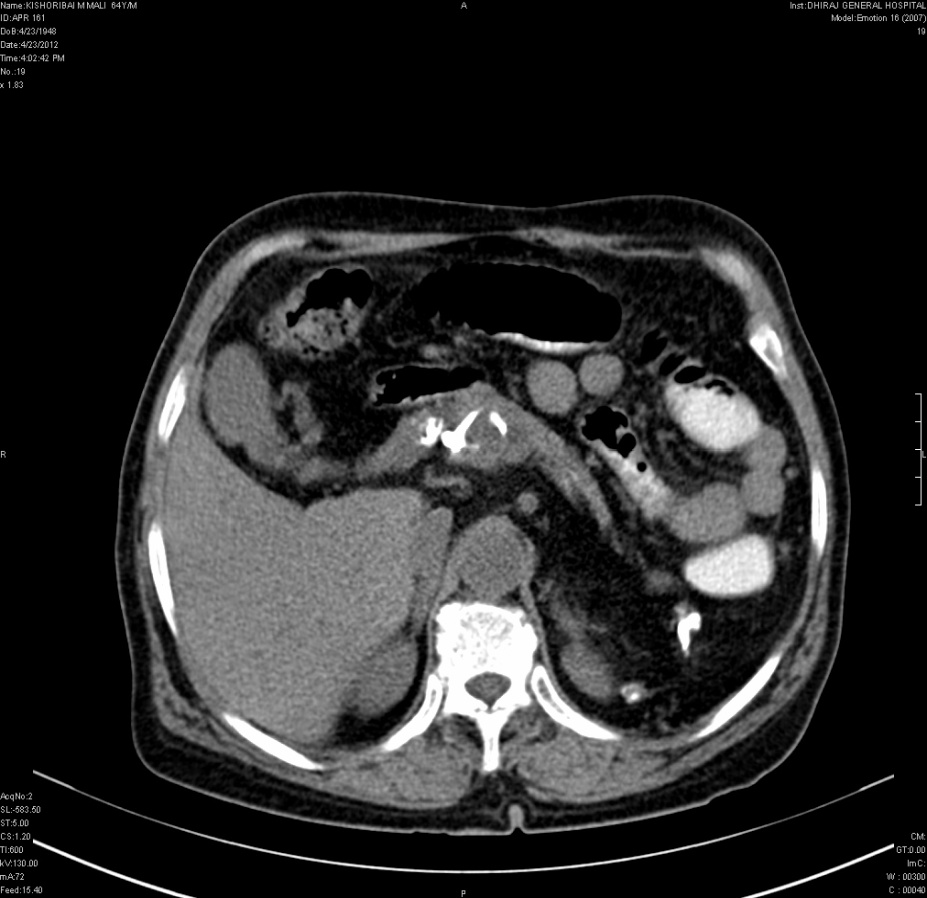 Name:KISHORIBAI M MALI 64Y/M
ID:APR 161
DoB:4/23/1948
Date:4/23/2012
Time:4:02:42 PM
No.:19
x 1.83
A
Inst:DHIRAJ GENERAL HOSPITAL
Model:Emotion 16 (2007)
19
R
L
AcqNo:2
SL:-583.50
ST:5.00
CS:1.20
TI:600
kV:130.00
mA:72
Feed:15.40
P
CM:
GT:0.00
ImC:
W : 00300
C : 00040